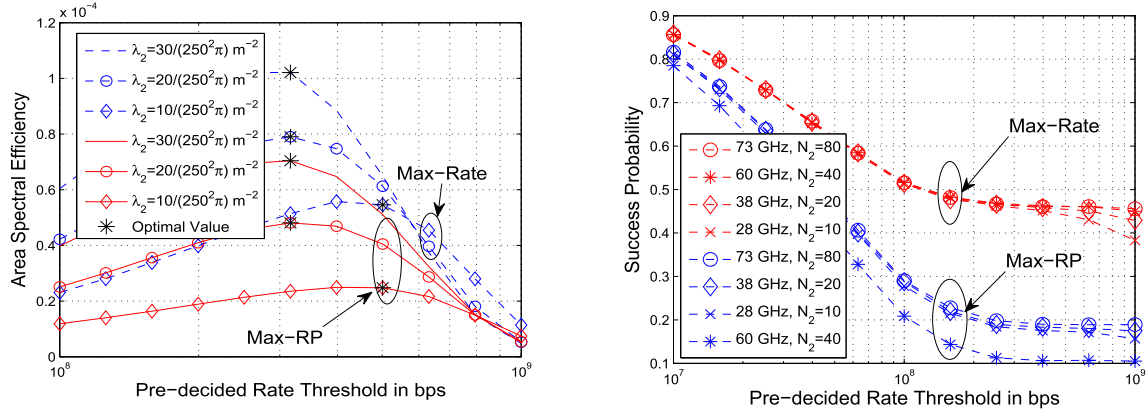 x 10⁻⁴
1.2
1
0.8
0.6
0.4
0.2
0
Area Spectral Efficiency
λ₂=30/(250²π) m⁻²
λ₂=20/(250²π) m⁻²
λ₂=10/(250²π) m⁻²
λ₂=30/(250²π) m⁻²
λ₂=20/(250²π) m⁻²
λ₂=10/(250²π) m⁻²
Optimal Value
Max-Rate
Max-RP
10⁸
10⁹
Pre-decided Rate Threshold in bps
0.9
0.8
0.7
0.6
0.5
0.4
0.3
0.2
0.1
Success Probability
73 GHz, N₂=80
60 GHz, N₂=40
38 GHz, N₂=20
28 GHz, N₂=10
73 GHz, N₂=80
38 GHz, N₂=20
28 GHz, N₂=10
60 GHz, N₂=40
Max-Rate
Max-RP
10⁷
10⁸
10⁹
Pre-decided Rate Threshold in bps